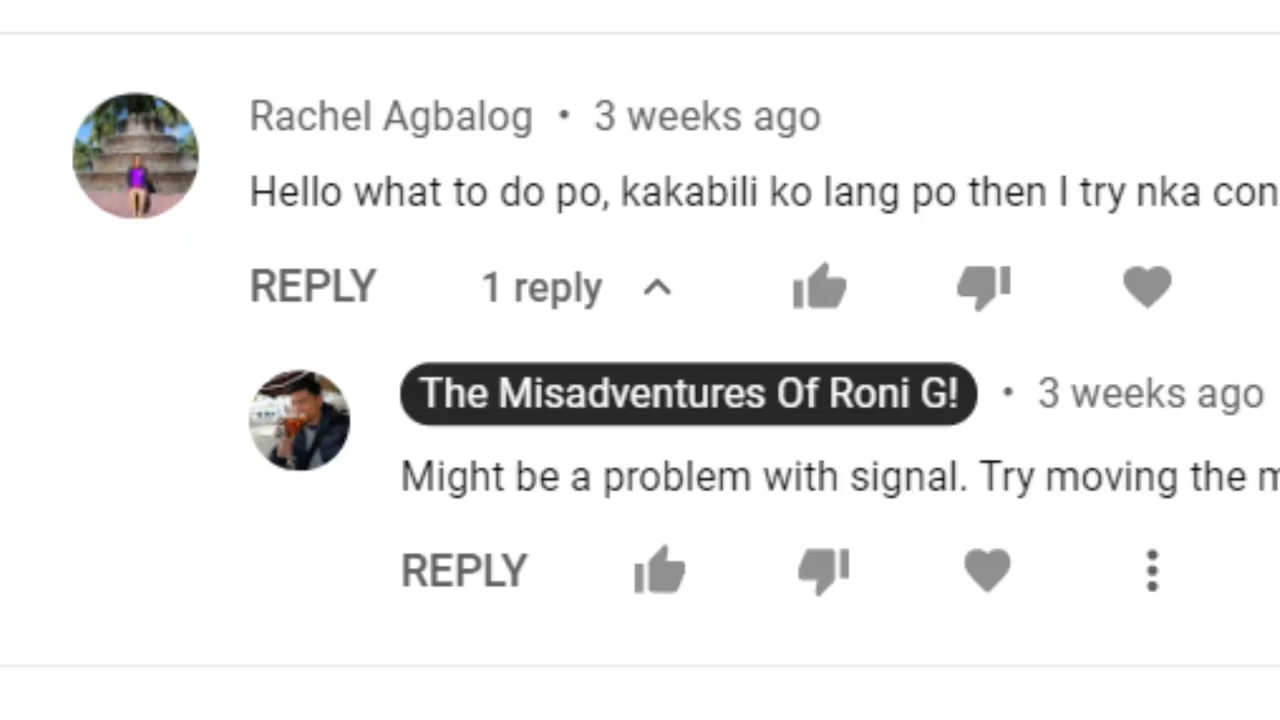 Rachel Agbalog • 3 weeks ago
Hello what to do po, kakabili ko lang po then I try nka con
REPLY 1 reply
The Misadventures Of Roni G! • 3 weeks ago
Might be a problem with signal. Try moving the
REPLY